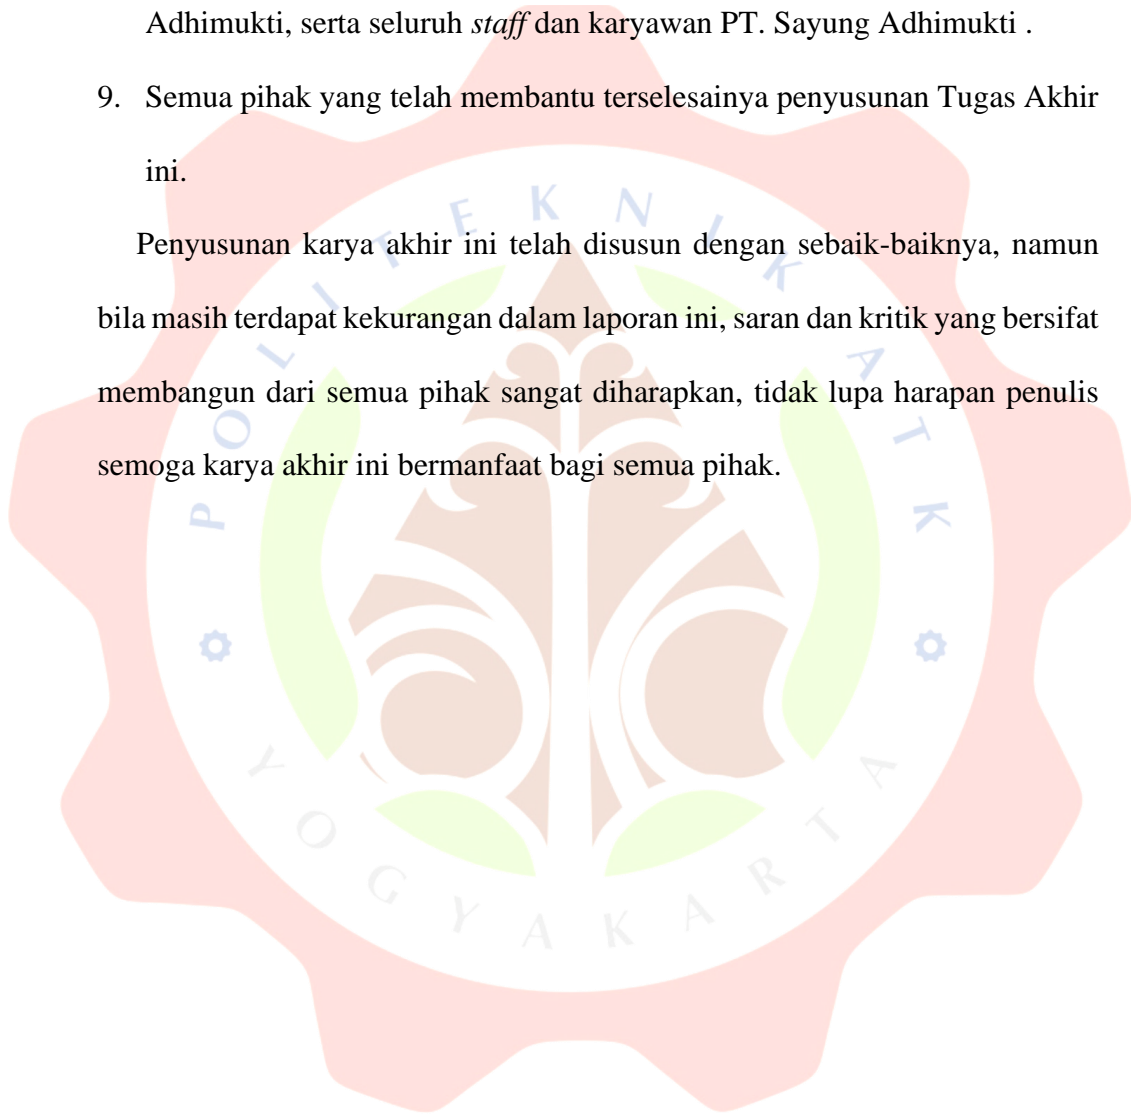 Adhimukti, serta seluruh staff dan karyawan PT. Sayung Adhimukti .
9. Semua pihak yang telah membantu terselesainya penyusunan Tugas Akhir
ini.
Penyusunan karya akhir ini telah disusun dengan sebaik-baiknya, namun
bila masih terdapat kekurangan dalam laporan ini, saran dan kritik yang bersifat
membangun dari semua pihak sangat diharapkan, tidak lupa harapan penulis
semoga karya akhir ini bermanfaat bagi semua pihak.
POLITEKNIK ATK
YOGYAKARTA